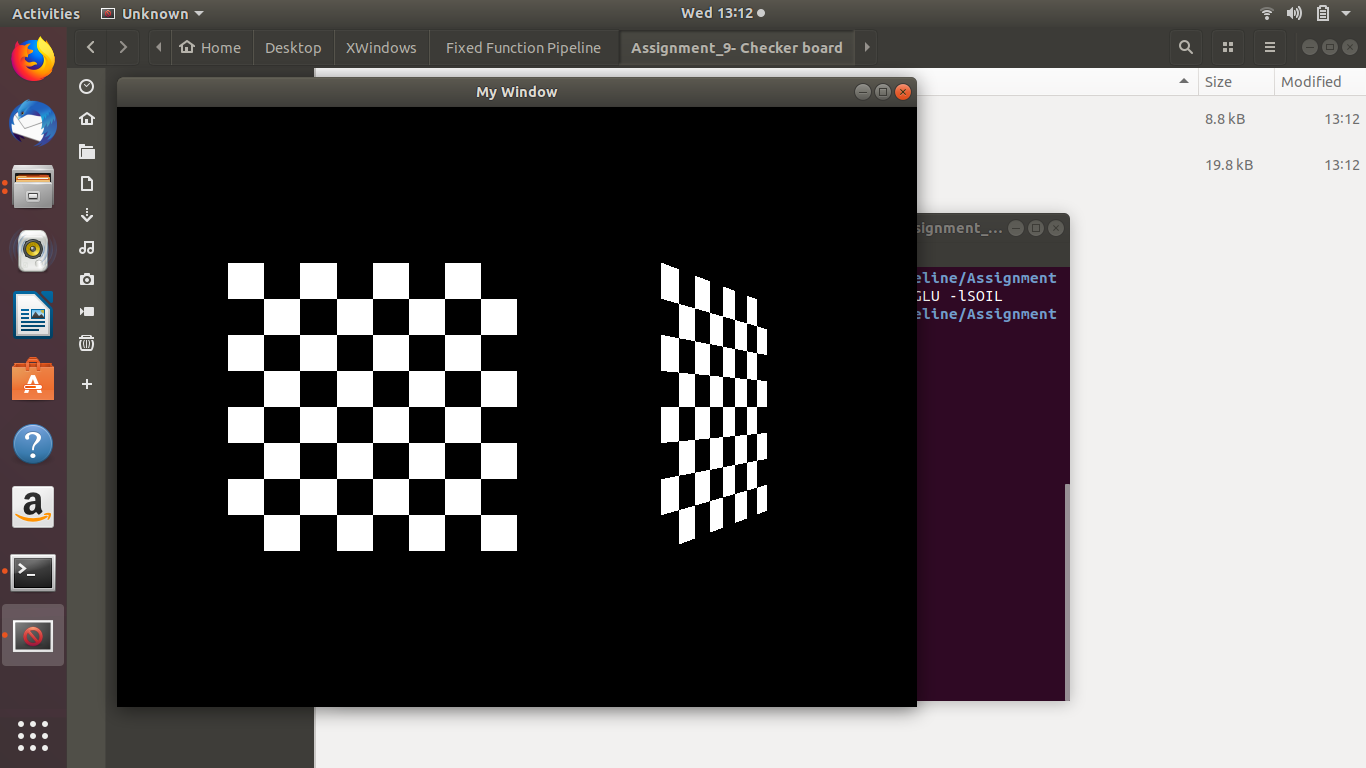 Activities Unknown Wed 13:12
Home Desktop XWindows Fixed Function Pipeline Assignment_9- Checker board
My Window
Size Modified
8.8 kB 13:12
19.8 kB 13:12
signment_...
eline/Assignment
GLU -lSOIL
eline/Assignment